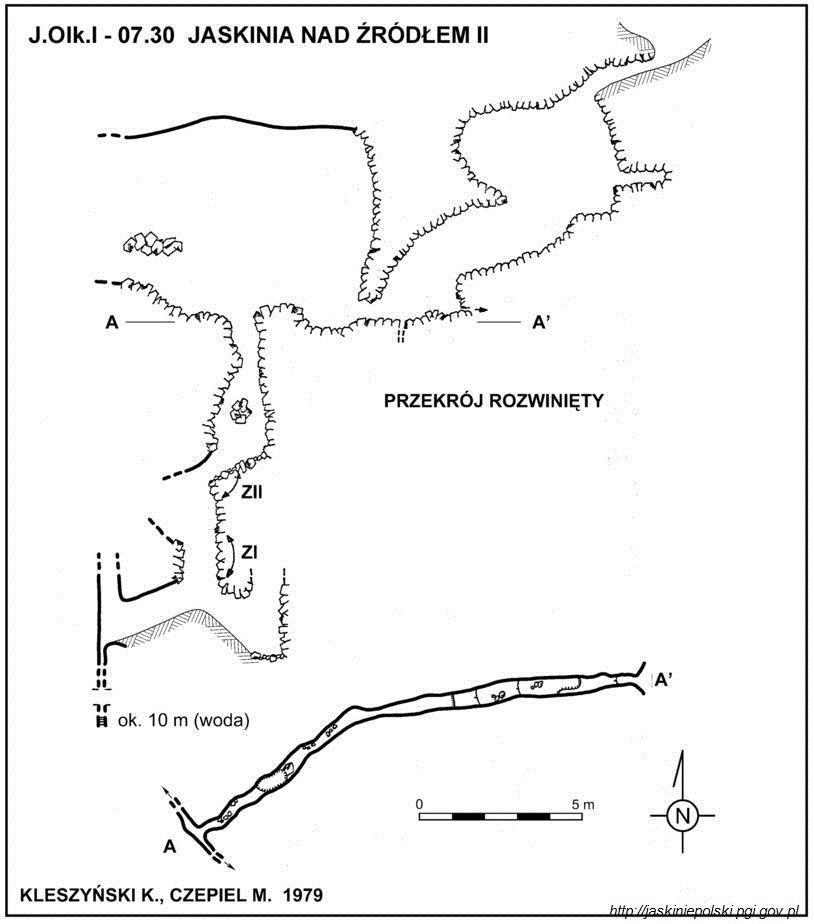 J.Olk.I - 07.30 JASKINIA NAD ŹRÓDŁEM II
A
A’
PRZEKRÓJ ROZWINIĘTY
ZII
ZI
A’
ok. 10 m (woda)
0 5 m
N
A
KLESZYŃSKI K., CZEPIEL M. 1979
http://jaskiniepolski.pgi.gov.pl